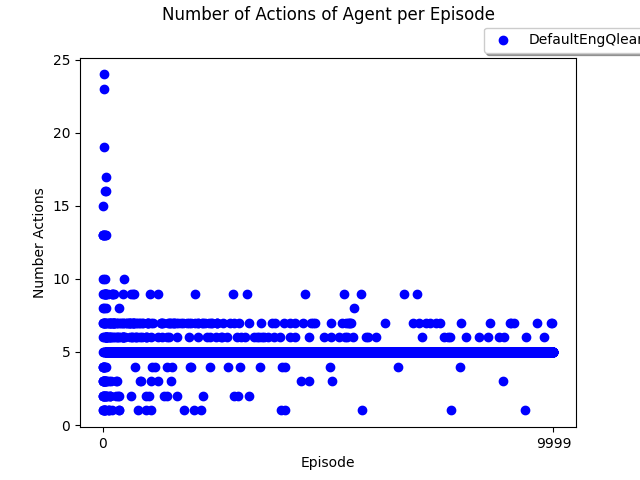 Number of Actions of Agent per Episode
DefaultEngQlear
25
20
15
10
5
0
Number Actions
0
9999
Episode